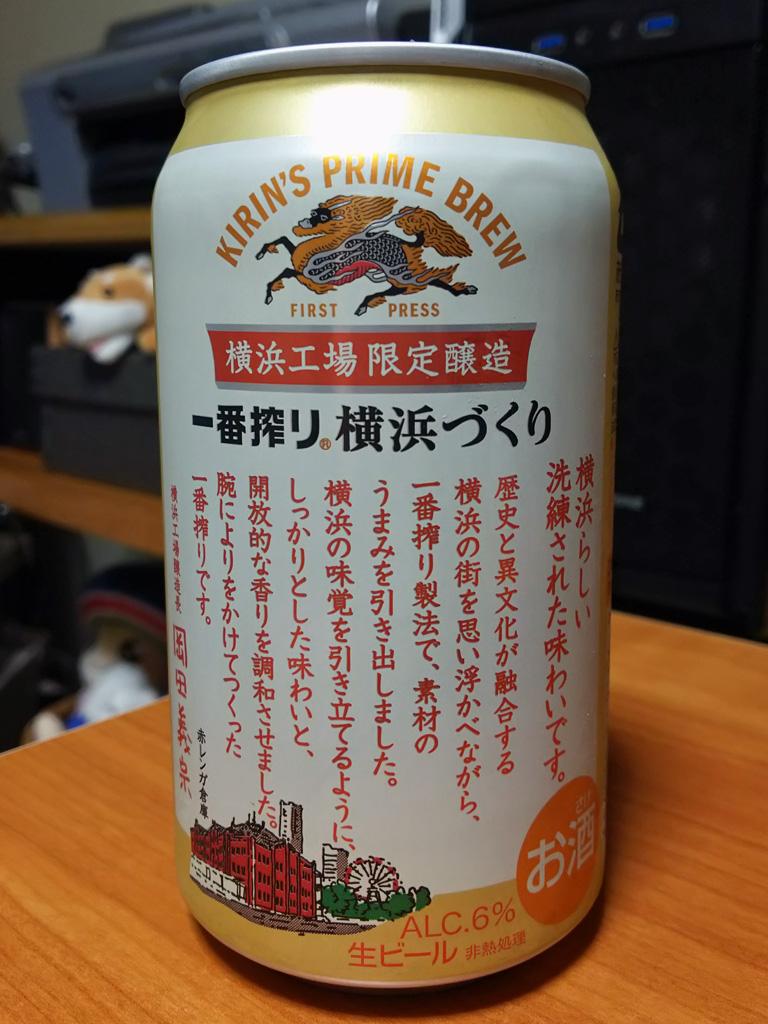 KIRIN'S PRIME BREW
FIRST PRESS
横浜工場限定醸造
一番搾り®横浜づくり
横浜らしい
洗練された味わいです。
歴史と異文化が融合する
横浜の街を思い浮かべながら、
一番搾り製法で、素材の
うまみを引き出しました。
横浜の味覚を引き立てるように、
しっかりとした味わいと、
開放的な香りを調和させました。
腕によりをかけてつくった
一番搾りです。
横浜工場醸造長 岡田義宗
赤レンガ倉庫
お酒
ALC.6%
生ビール 非熱処理